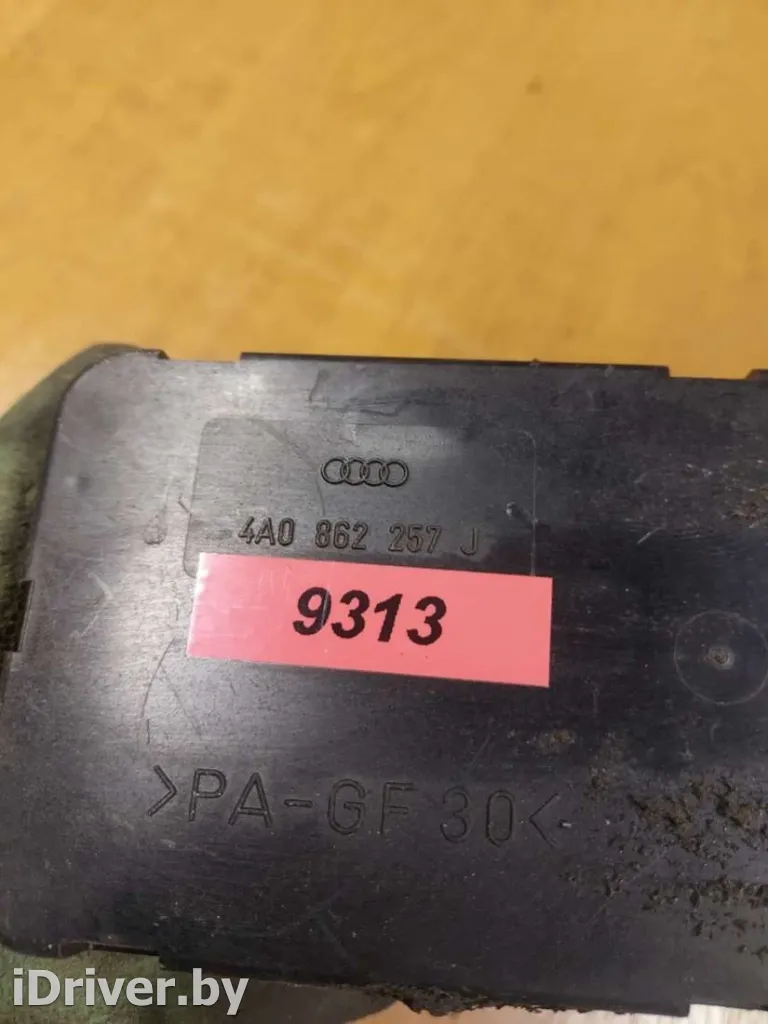 4A0 862 257 J
9313
>PA-GF 30<
iDriver.by